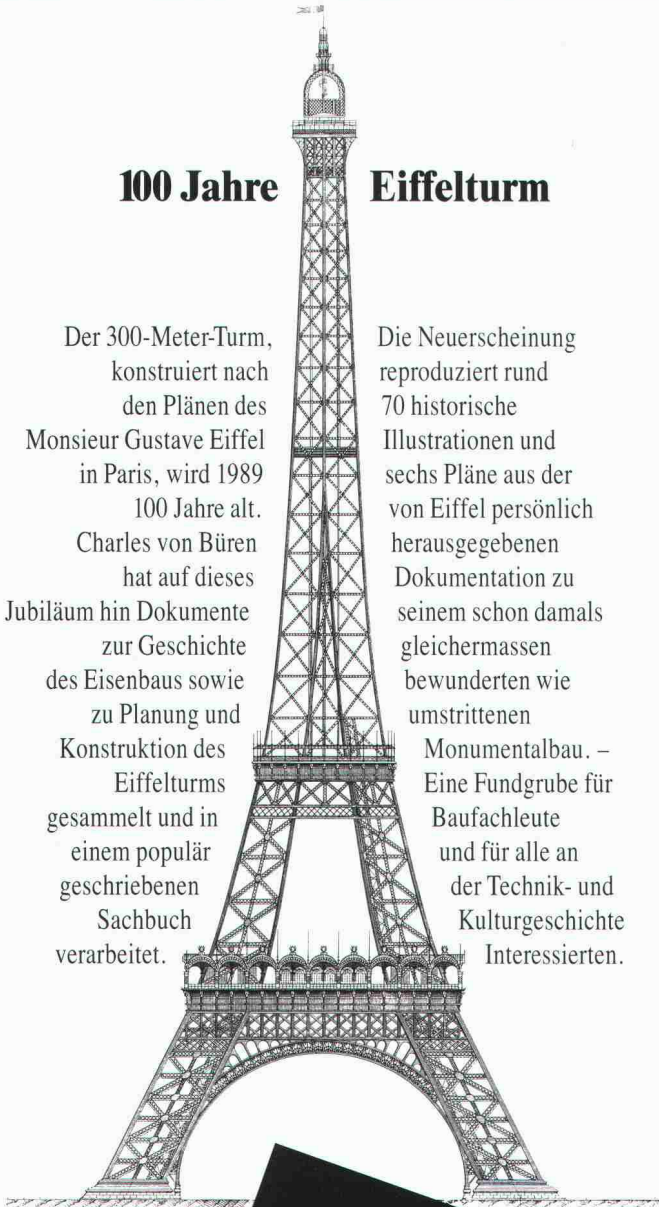 100 Jahre Eiffelturm
Der 300-Meter-Turm,
konstruiert nach
den Plänen des
Monsieur Gustave Eiffel
in Paris, wird 1989
100 Jahre alt.
Charles von Büren
hat auf dieses
Jubiläum hin Dokumente
zur Geschichte
des Eisenbaus sowie
zu Planung und
Konstruktion des
Eiffelturms
gesammelt und in
einem populär
geschriebenen
Sachbuch
verarbeitet.
Die Neuerscheinung
reproduziert rund
70 historische
Illustrationen und
sechs Pläne aus der
von Eiffel persönlich
herausgegebenen
Dokumentation zu
seinem schon damals
gleichermassen
bewunderten wie
umstrittenen
Monumentalbau. –
Eine Fundgrube für
Baufachleute
und für alle an
der Technik- und
Kulturgeschichte
Interessierten.